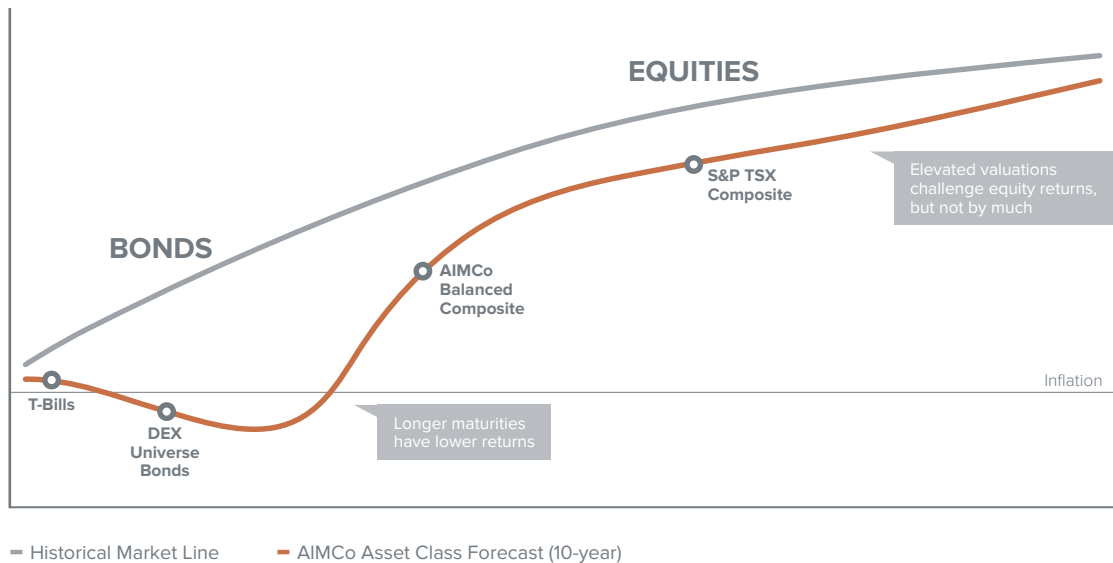 EQUITIES
S&P TSX
Composite
Elevated valuations
challenge equity returns,
but not by much
BONDS
AIMCo
Balanced
Composite
Inflation
T-Bills
DEX
Universe
Bonds
Longer maturities
have lower returns
Historical Market Line
AIMCo Asset Class Forecast (10-year)